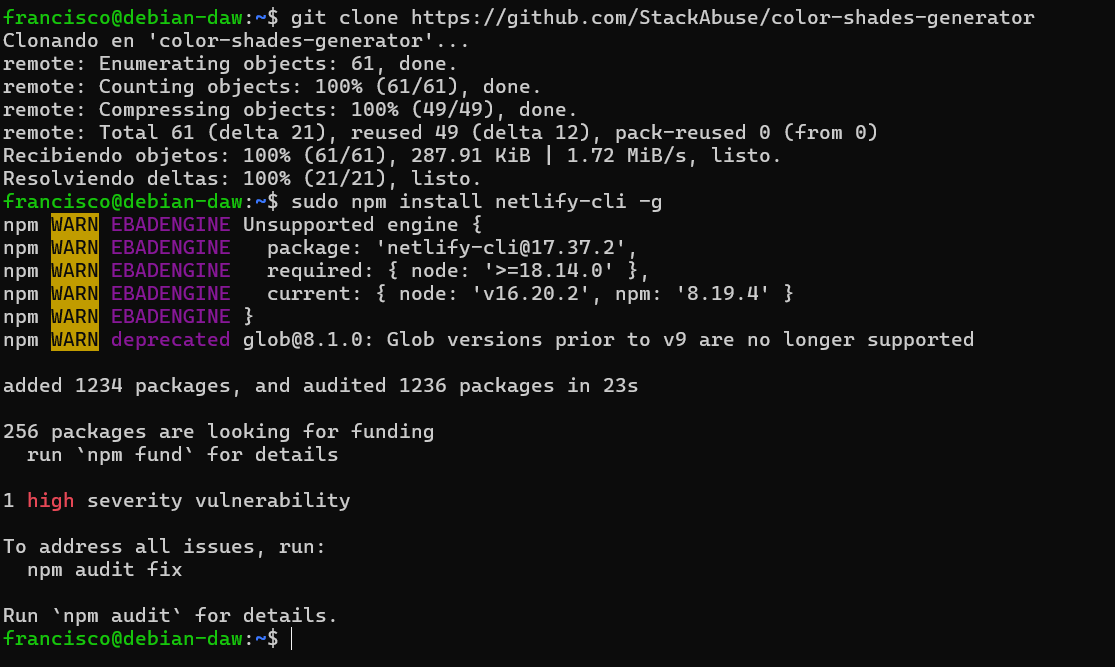 francisco@debian-daw:~$ git clone https://github.com/StackAbuse/color-shades-generator
Clonando en 'color-shades-generator'...
remote: Enumerating objects: 61, done.
remote: Counting objects: 100% (61/61), done.
remote: Compressing objects: 100% (49/49), done.
remote: Total 61 (delta 21), reused 49 (delta 12), pack-reused 0 (from 0)
Recibiendo objetos: 100% (61/61), 287.91 KiB | 1.72 MiB/s, listo.
Resolviendo deltas: 100% (21/21), listo.
francisco@debian-daw:~$ sudo npm install netlify-cli -g
npm WARN EBADENGINE Unsupported engine {
npm WARN EBADENGINE   package: 'netlify-cli@17.37.2',
npm WARN EBADENGINE   required: { node: '>=18.14.0' },
npm WARN EBADENGINE   current: { node: 'v16.20.2', npm: '8.19.4' }
npm WARN EBADENGINE }
npm WARN deprecated glob@8.1.0: Glob versions prior to v9 are no longer supported

added 1234 packages, and audited 1236 packages in 23s

256 packages are looking for funding
  run `npm fund` for details

1 high severity vulnerability

To address all issues, run:
  npm audit fix

Run `npm audit` for details.
francisco@debian-daw:~$